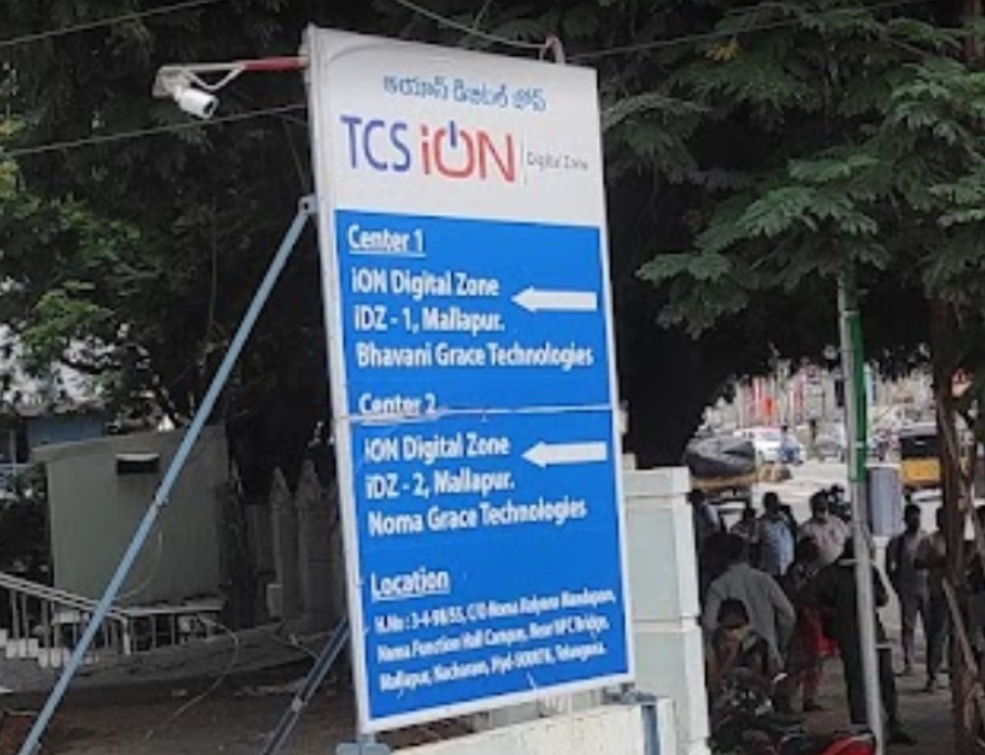 అయాన్ డిజిటల్ జోన్
TCS iON Digital Zone
Center 1
iON Digital Zone
iDZ - 1, Mallapur.
Bhavani Grace Technologies
Center 2
iON Digital Zone
iDZ - 2, Mallapur.
Noma Grace Technologies
Location
H.No : 3-4-98/55, C/O Noma Kalyana Mandapam,
Noma Function Hall Campus, Near NFC Bridge,
Mallapur, Nacharam, Hyd-500076, Telangana.